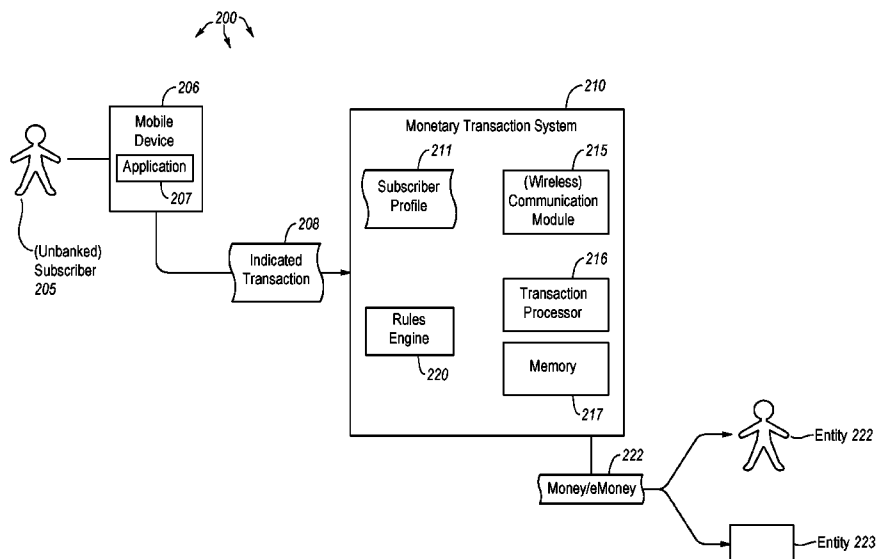 200
206
Mobile
Device
Application
207
(Unbanked)
Subscriber
205
208
Indicated
Transaction
210
Monetary Transaction System
211
Subscriber
Profile
215
(Wireless)
Communication
Module
216
Transaction
Processor
Rules
Engine
220
Memory
217
222
Money/eMoney
Entity 222
Entity 223